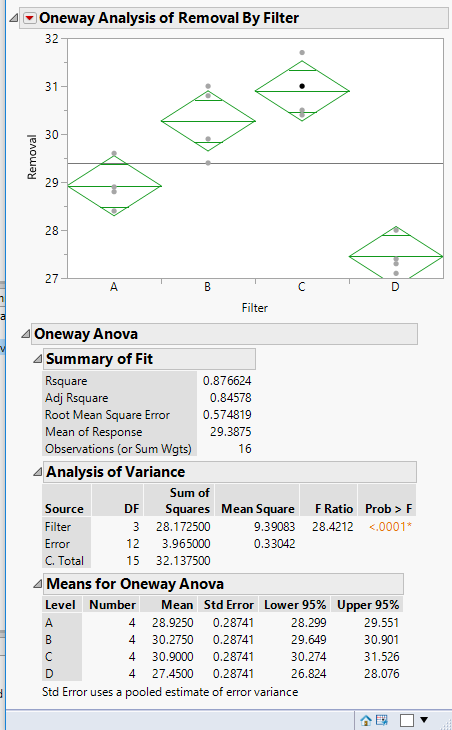 Oneway Analysis of Removal By Filter
32
31
30
29
28
27
Removal
A B C D
Filter
Oneway Anova
Summary of Fit
Rsquare 0.876624
Adj Rsquare 0.84578
Root Mean Square Error 0.574819
Mean of Response 29.3875
Observations (or Sum Wgts) 16
Analysis of Variance
Sum of
Source DF Squares Mean Square F Ratio Prob > F
Filter 3 28.172500 9.39083 28.4212 <.0001*
Error 12 3.965000 0.33042
C. Total 15 32.137500
Means for Oneway Anova
Level Number Mean Std Error Lower 95% Upper 95%
A 4 28.9250 0.28741 28.299 29.551
B 4 30.2750 0.28741 29.649 30.901
C 4 30.9000 0.28741 30.274 31.526
D 4 27.4500 0.28741 26.824 28.076
Std Error uses a pooled estimate of error variance